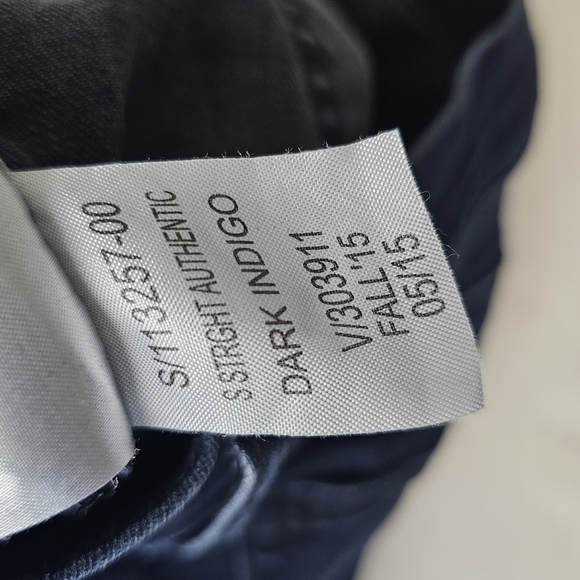 S/113257-00
S STRGHT AUTHENTIC
DARK INDIGO
V/303911
FALL'15
05/15